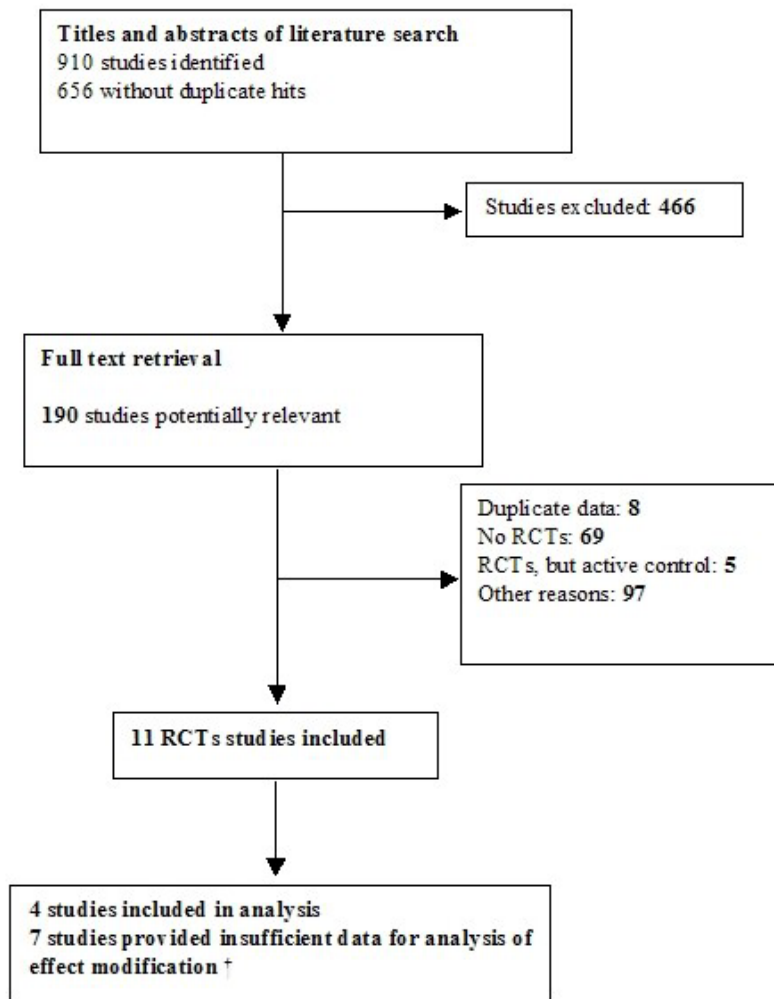 Titles and abstracts of literature search
910 studies identified
656 without duplicate hits
Studies excluded: 466
Full text retrieval
190 studies potentially relevant
Duplicate data: 8
No RCTs: 69
RCTs, but active control: 5
Other reasons: 97
11 RCTs studies included
4 studies included in analysis
7 studies provided insufficient data for analysis of
effect modification †